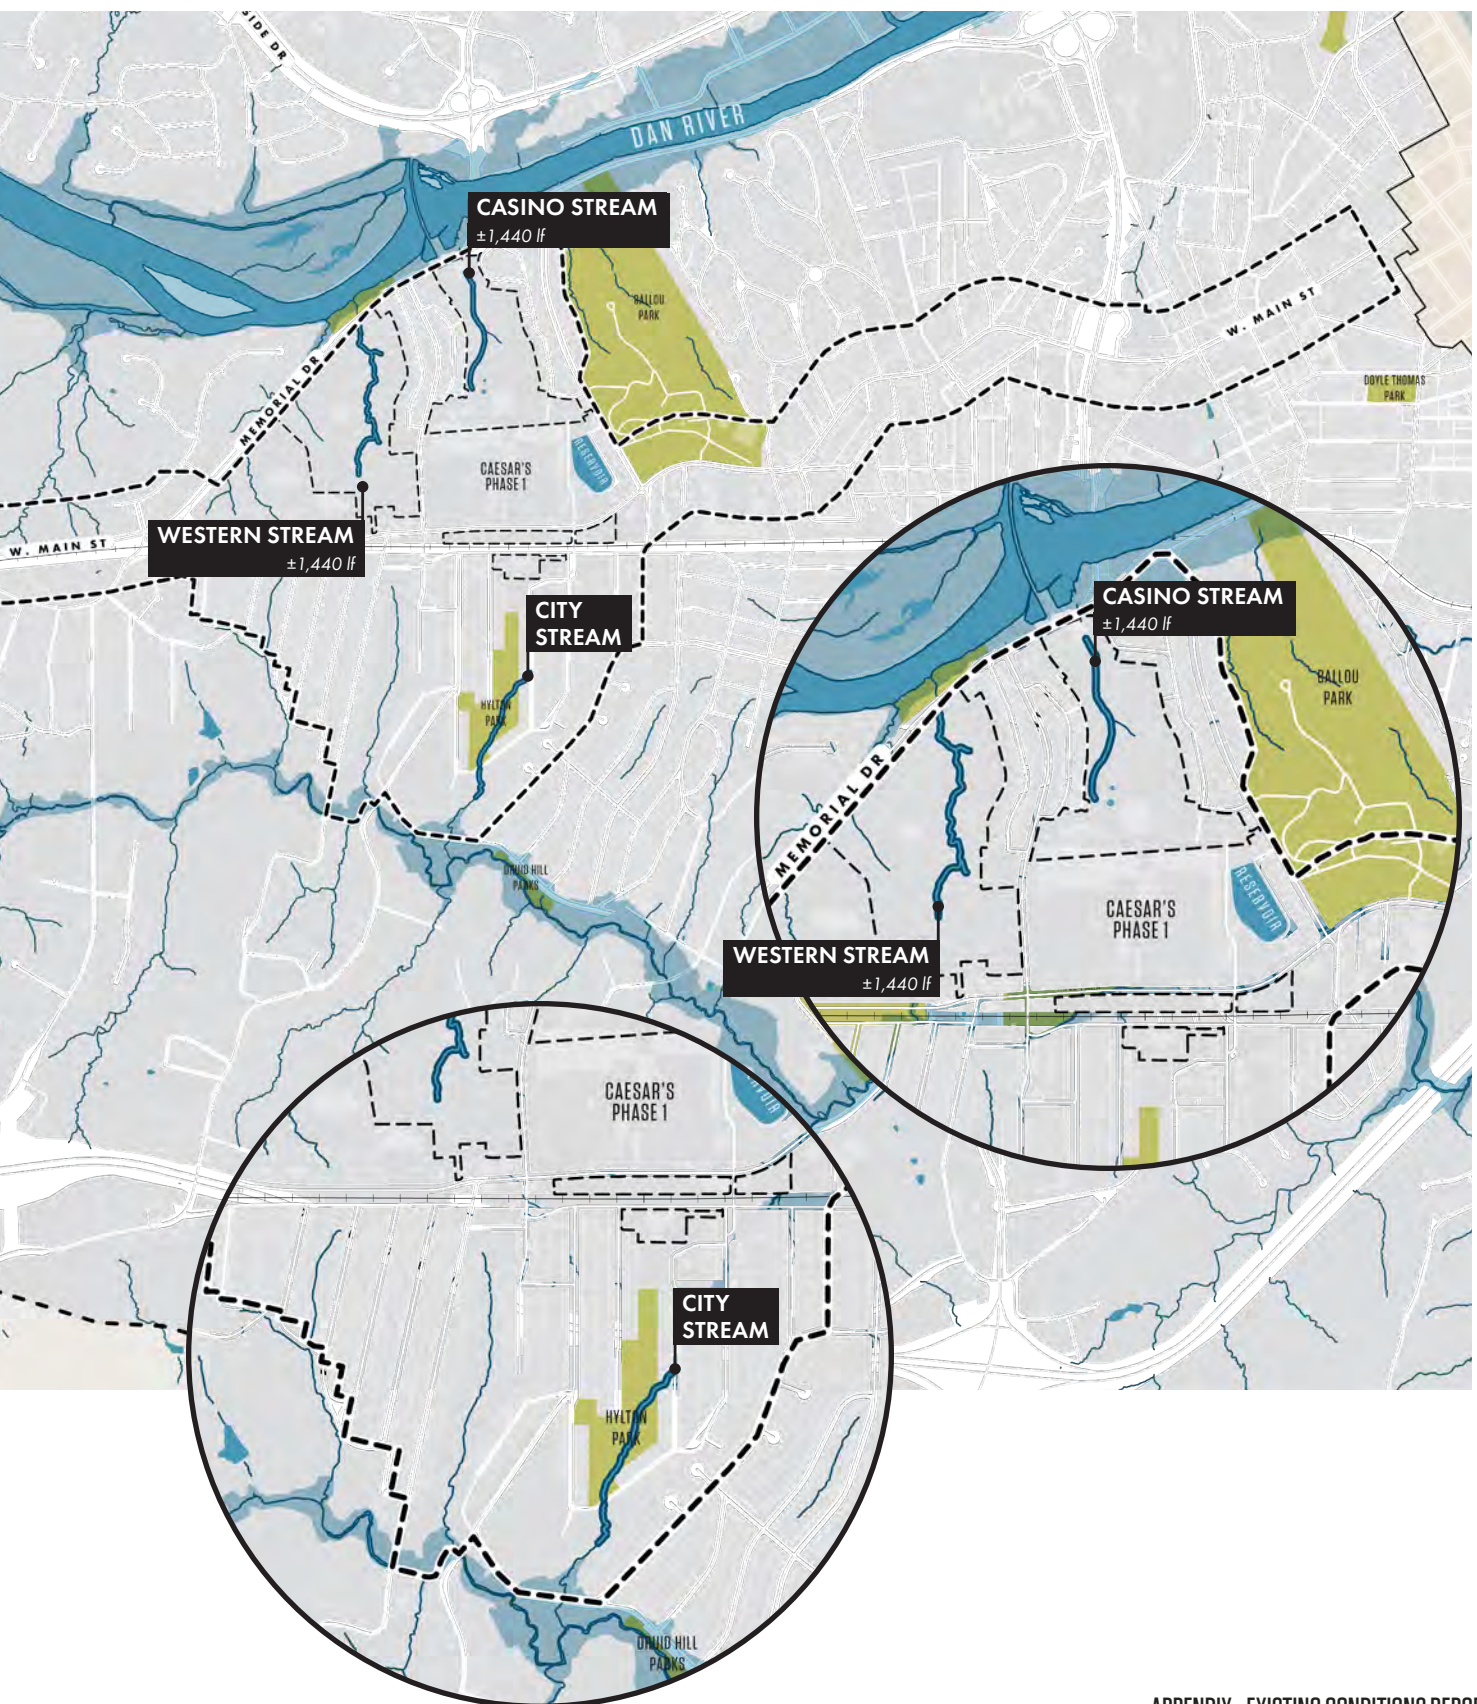 SIDE DR
DAN RIVER
CASINO STREAM
±1,440 lf
BALLOU
PARK
W. MAIN ST
MEMORIAL DR
DOYLE THOMAS
PARK
RESERVOIR
CAESAR'S
PHASE 1
WESTERN STREAM
±1,440 lf
W. MAIN ST
CITY
STREAM
HYLTON
PARK
CASINO STREAM
±1,440 lf
BALLOU
PARK
MEMORIAL DR
DRUID HILL
PARKS
RESERVOIR
CAESAR'S
PHASE 1
WESTERN STREAM
±1,440 lf
CAESAR'S
PHASE 1
RVOIR
CITY
STREAM
HYLTON
PARK
DRUID HILL
PARKS